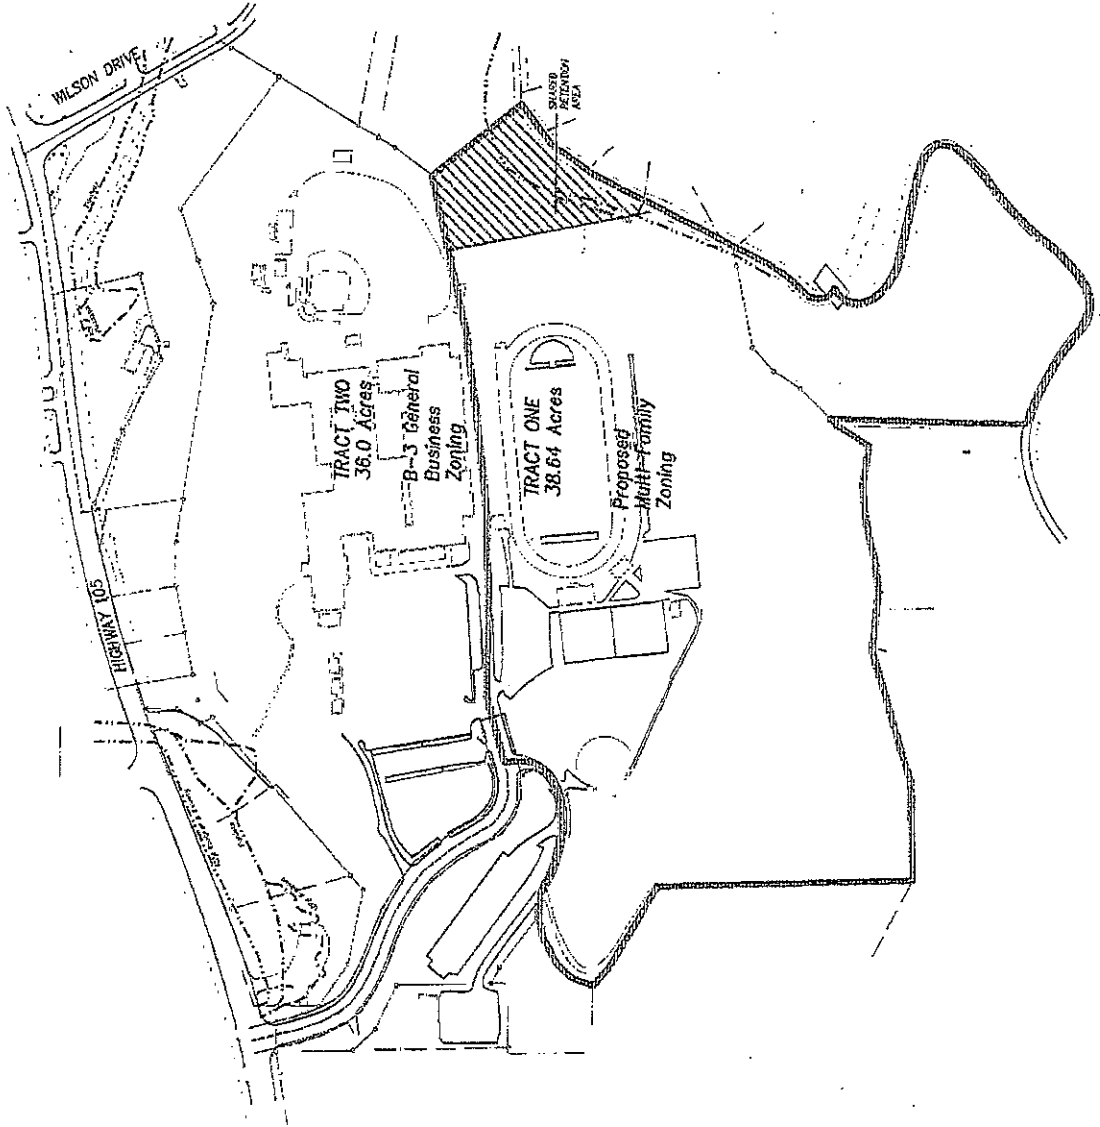 WILSON DRIVE
SHARED
DETENTION
AREA
HIGHWAY 105
TRACT TWO
36.0 Acres
B-3 General
Business
Zoning
TRACT ONE
38.64 Acres
Proposed
Multi-Family
Zoning